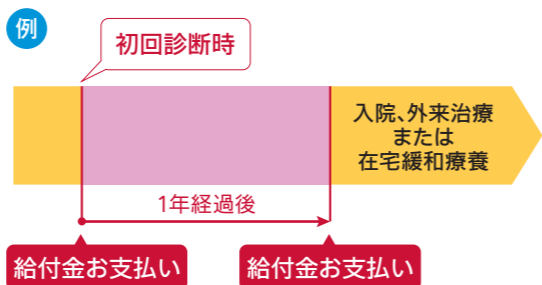 例
初回診断時
入院、外来治療
または
在宅緩和療養
1年経過後
給付金お支払い
給付金お支払い